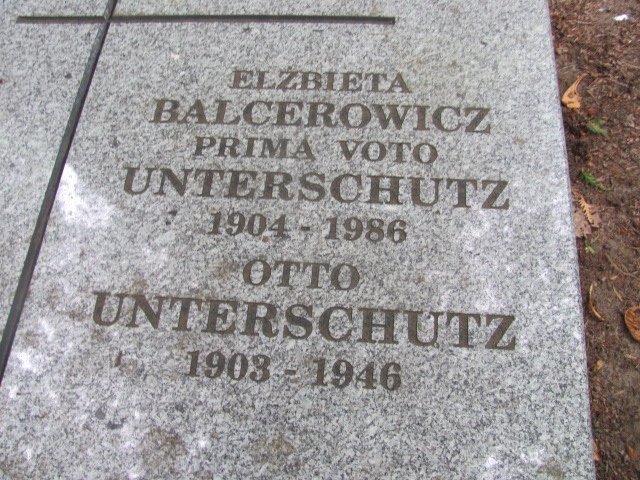 ELŻBIETA
BALCEROWICZ
PRIMA VOTO
UNTERSCHUTZ
1904 - 1986
OTTO
UNTERSCHUTZ
1903 - 1946